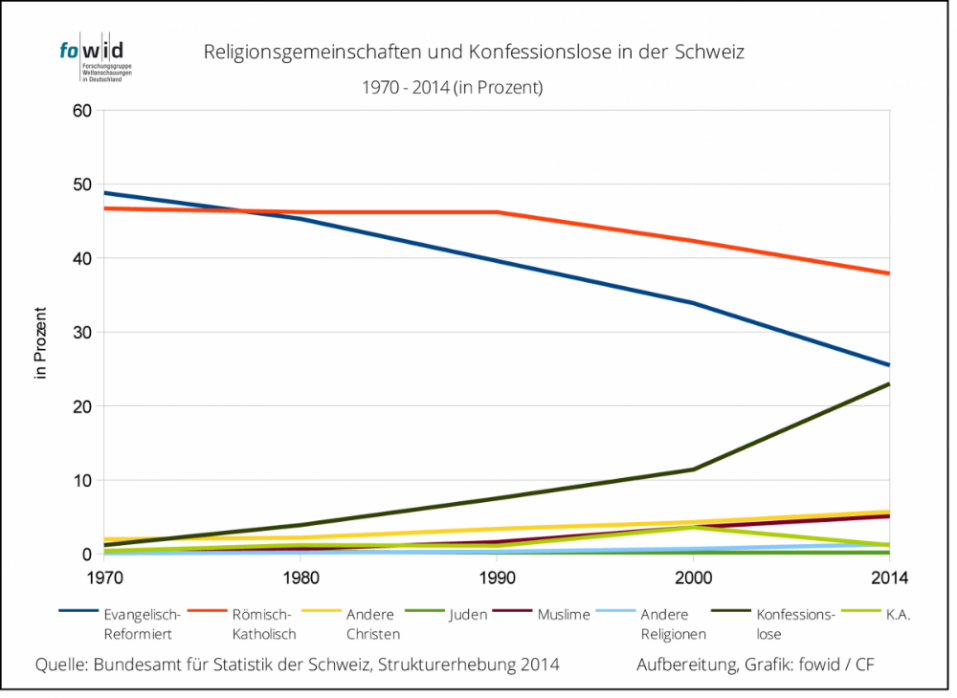 fowid
Forschungsgruppe
Weltanschauungen
in Deutschland
Religionsgemeinschaften und Konfessionslose in der Schweiz
1970 - 2014 (in Prozent)
in Prozent
60
50
40
30
20
10
0
1970
1980
1990
2000
2014
Evangelisch-
Reformiert
Römisch-
Katholisch
Andere
Christen
Juden
Muslime
Andere
Religionen
Konfessions-
lose
K.A.
Quelle: Bundesamt für Statistik der Schweiz, Strukturerhebung 2014
Aufbereitung, Grafik: fowid / CF